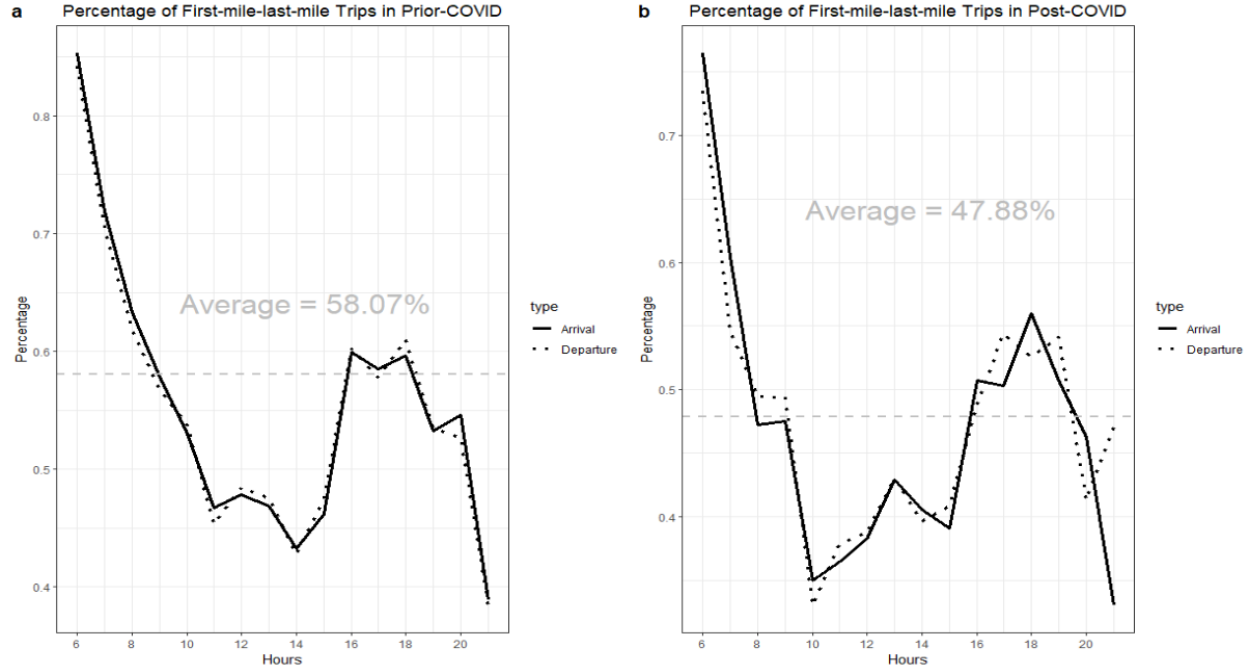 a
Percentage of First-mile-last-mile Trips in Prior-COVID
0.8
0.7
0.6
0.5
0.4
Percentage
Average = 58.07%
6 8 10 12 14 16 18 20
Hours
type
Arrival
Departure
b
Percentage of First-mile-last-mile Trips in Post-COVID
0.7
0.6
0.5
0.4
Percentage
Average = 47.88%
6 8 10 12 14 16 18 20
Hours
type
Arrival
Departure